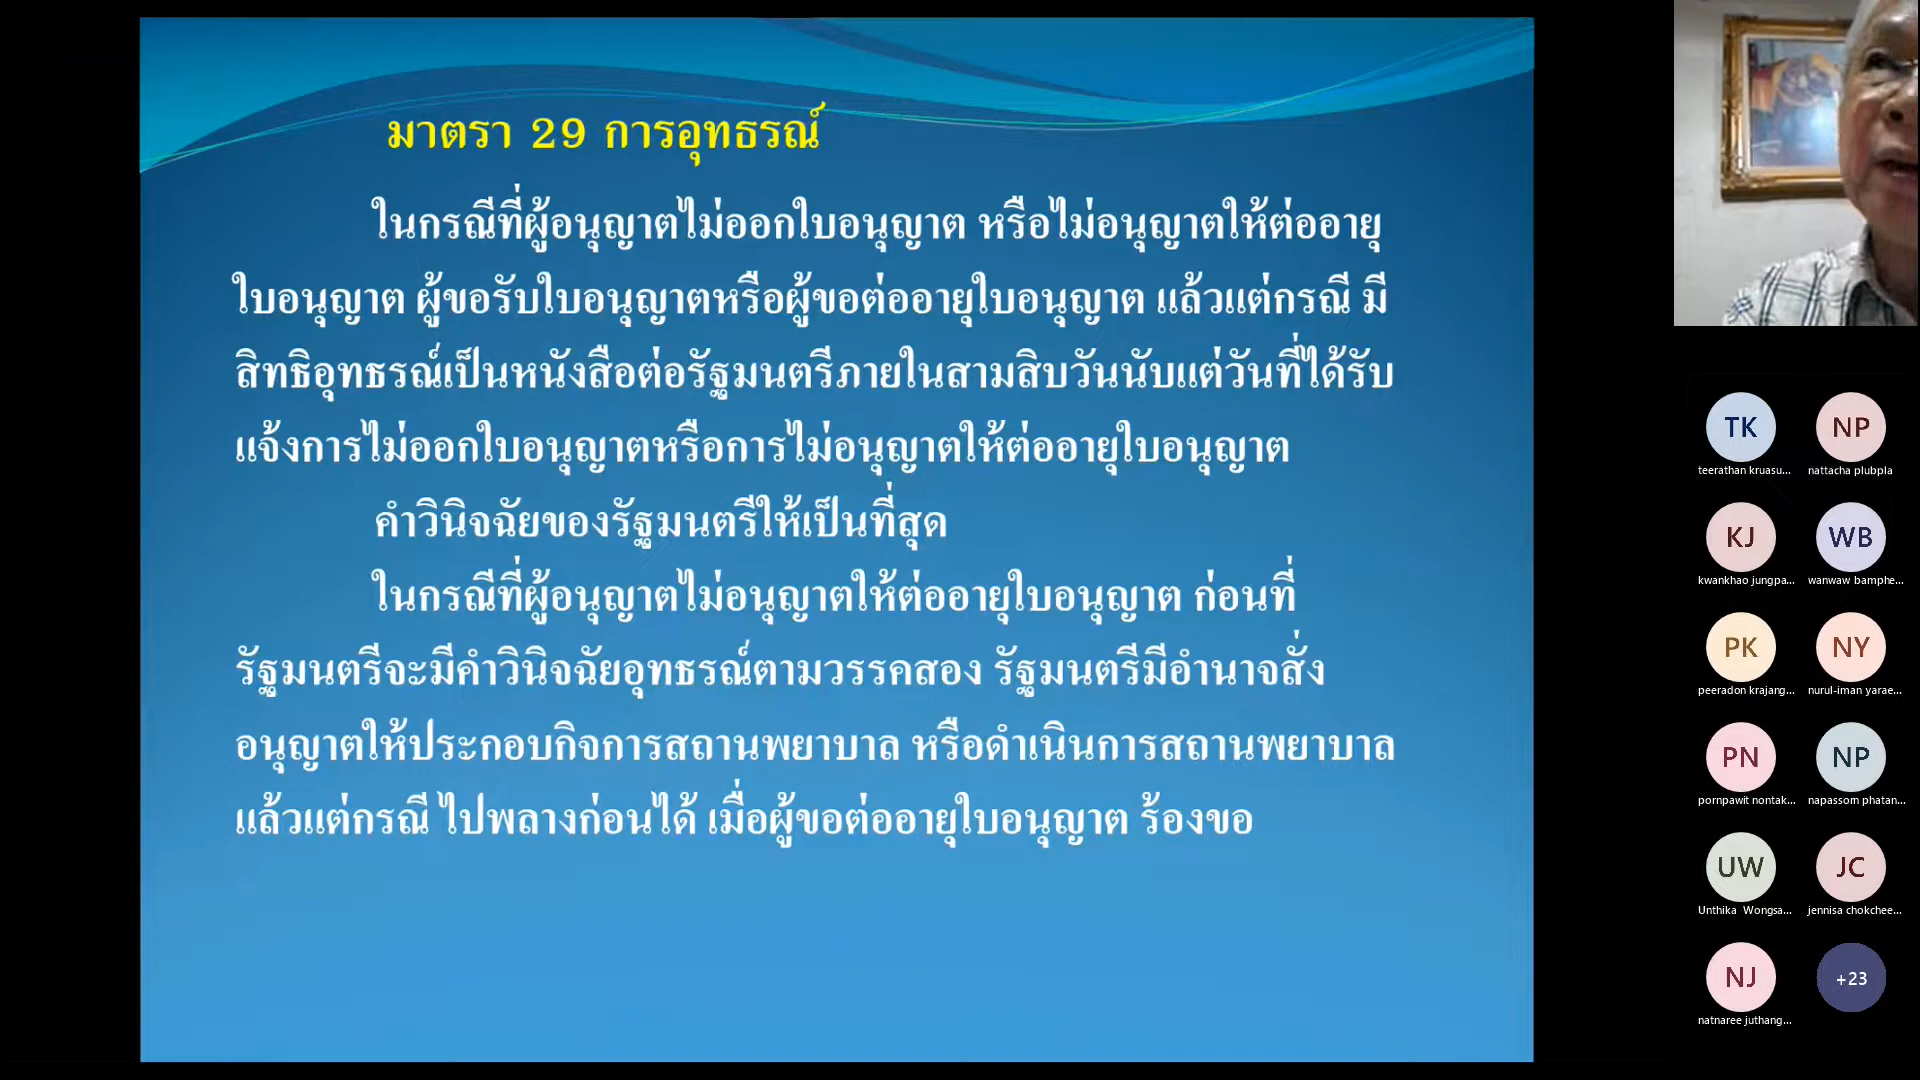 มาตรา 29 การอุทธรณ์
ในกรณีที่ผู้อนุญาตไม่ออกใบอนุญาต หรือไม่อนุญาตให้ต่ออายุ
ใบอนุญาต ผู้ขอรับใบอนุญาตหรือผู้ขอต่ออายุใบอนุญาต แล้วแต่กรณี มี
สิทธิอุทธรณ์เป็นหนังสือต่อรัฐมนตรีภายในสามสิบวันนับแต่วันที่ได้รับ
แจ้งการไม่ออกใบอนุญาตหรือการไม่อนุญาตให้ต่ออายุใบอนุญาต
คำวินิจฉัยของรัฐมนตรีให้เป็นที่สุด
ในกรณีที่ผู้อนุญาตไม่อนุญาตให้ต่ออายุใบอนุญาต ก่อนที่
รัฐมนตรีจะมีคำวินิจฉัยอุทธรณ์ตามวรรคสอง รัฐมนตรีมีอำนาจสั่ง
อนุญาตให้ประกอบกิจการสถานพยาบาล หรือดำเนินการสถานพยาบาล
แล้วแต่กรณี ไปพลางก่อนได้ เมื่อผู้ขอต่ออายุใบอนุญาต ร้องขอ
TK NP
teerathan kruasu... nattacha plubpla
KJ WB
kwankhao jungpa... wanwaw bamphe...
PK NY
peeradon krajang... nurul-iman yarae...
PN NP
pornpawit nontak... napassorn phatan...
UW JC
Unthika Wongsa... jennisa chokchee...
NJ +23
natnaree juthang...